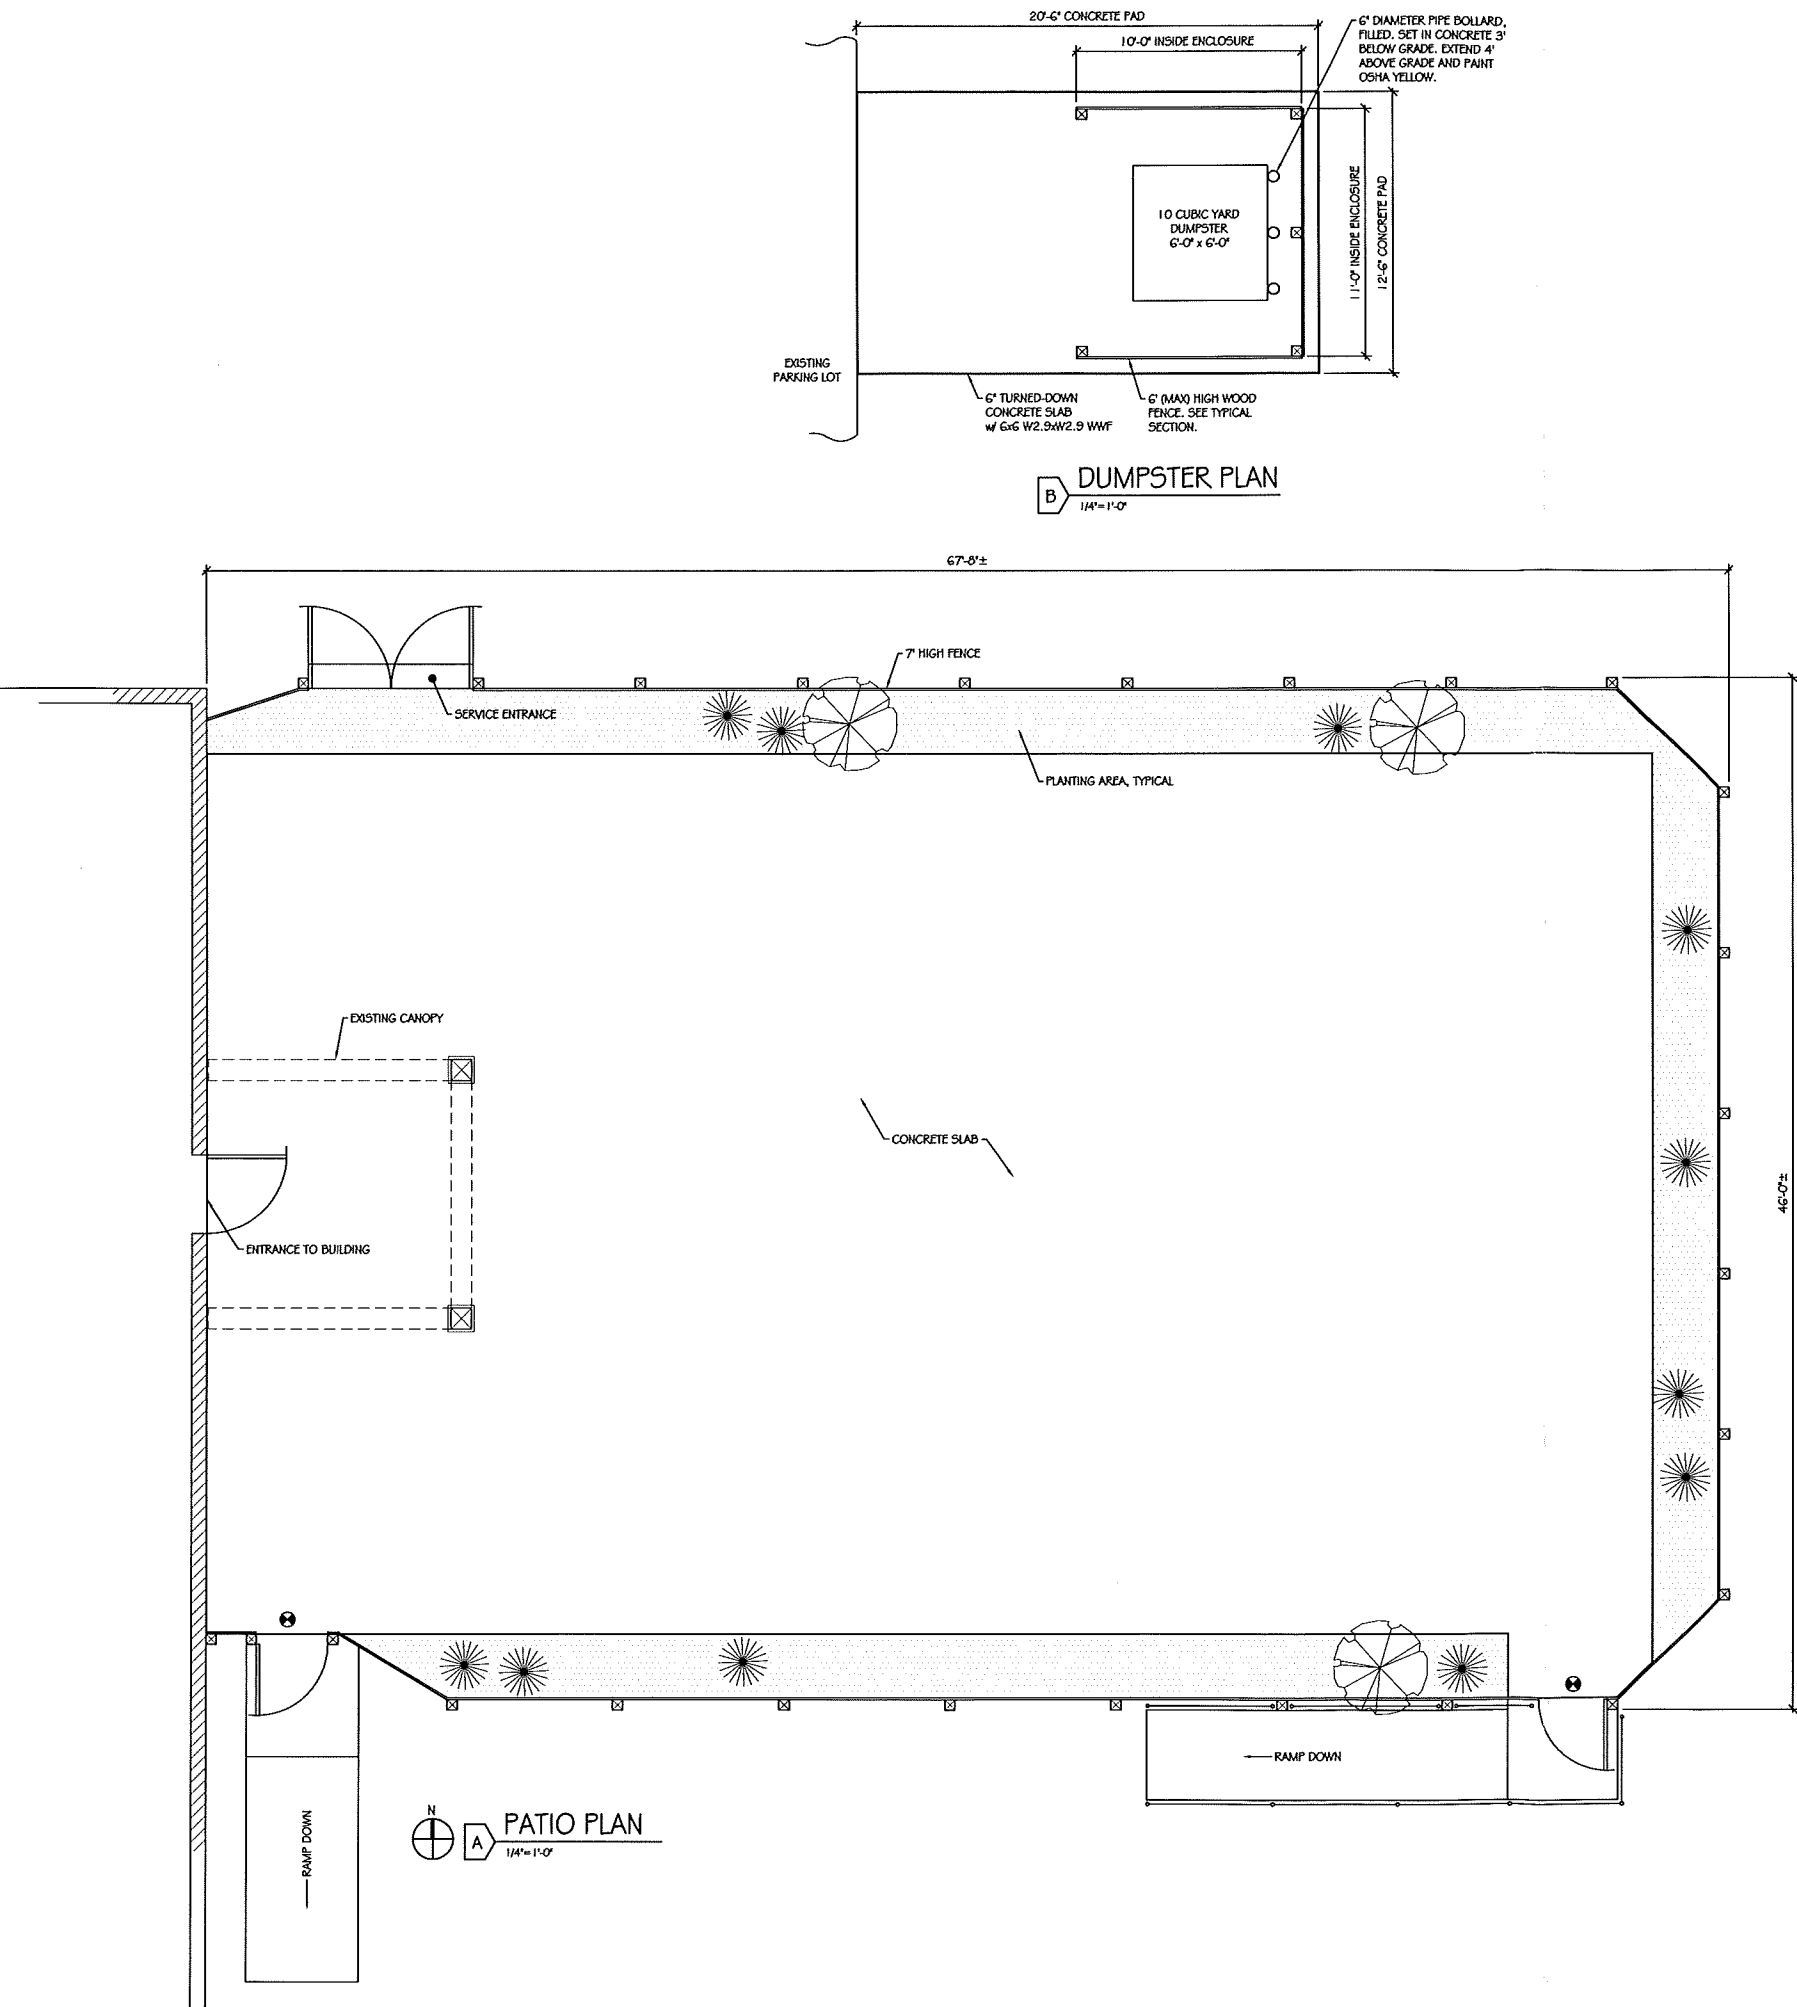 20'-6" CONCRETE PAD
10'-0" INSIDE ENCLOSURE
6" DIAMETER PIPE BOLLARD,
FILLED. SET IN CONCRETE 3'
BELOW GRADE. EXTEND 4'
ABOVE GRADE AND PAINT
OSHA YELLOW.
10 CUBIC YARD
DUMPSTER
6'-0" x 6'-0"
11'-0" INSIDE ENCLOSURE
12'-6" CONCRETE PAD
EXISTING
PARKING LOT
6" TURNED-DOWN
CONCRETE SLAB
w/ 6x6 W2.9xW2.9 WWF
6' (MAX) HIGH WOOD
FENCE. SEE TYPICAL
SECTION.
B DUMPSTER PLAN
1/4"=1'-0"
67'-8"±
7' HIGH FENCE
SERVICE ENTRANCE
PLANTING AREA, TYPICAL
EXISTING CANOPY
CONCRETE SLAB
46'-0"±
ENTRANCE TO BUILDING
RAMP DOWN
RAMP DOWN
N
A PATIO PLAN
1/4"=1'-0"